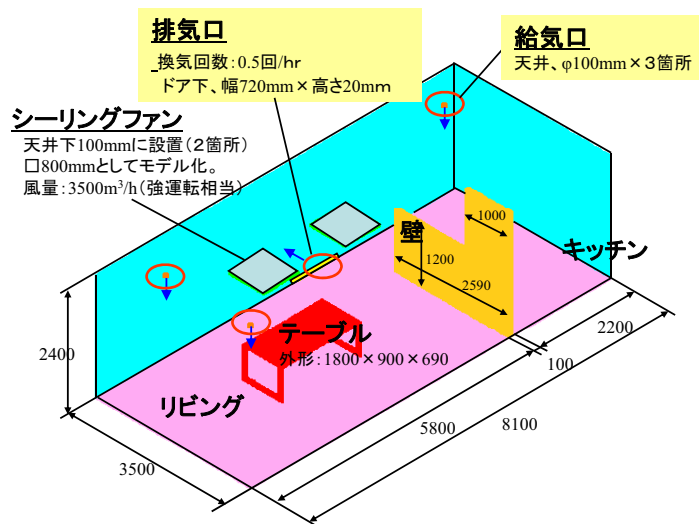 排気口
換気回数：0.5回/hr
ドア下、幅720mm×高さ20mm
給気口
天井、φ100mm×３箇所
シーリングファン
天井下100mmに設置（２箇所）
口800mmとしてモデル化。
風量：3500m³/h（強運転相当）
壁
1000
キッチン
1200
2590
テーブル
外形：1800×900×690
リビング
2400
3500
2200
100
5800
8100